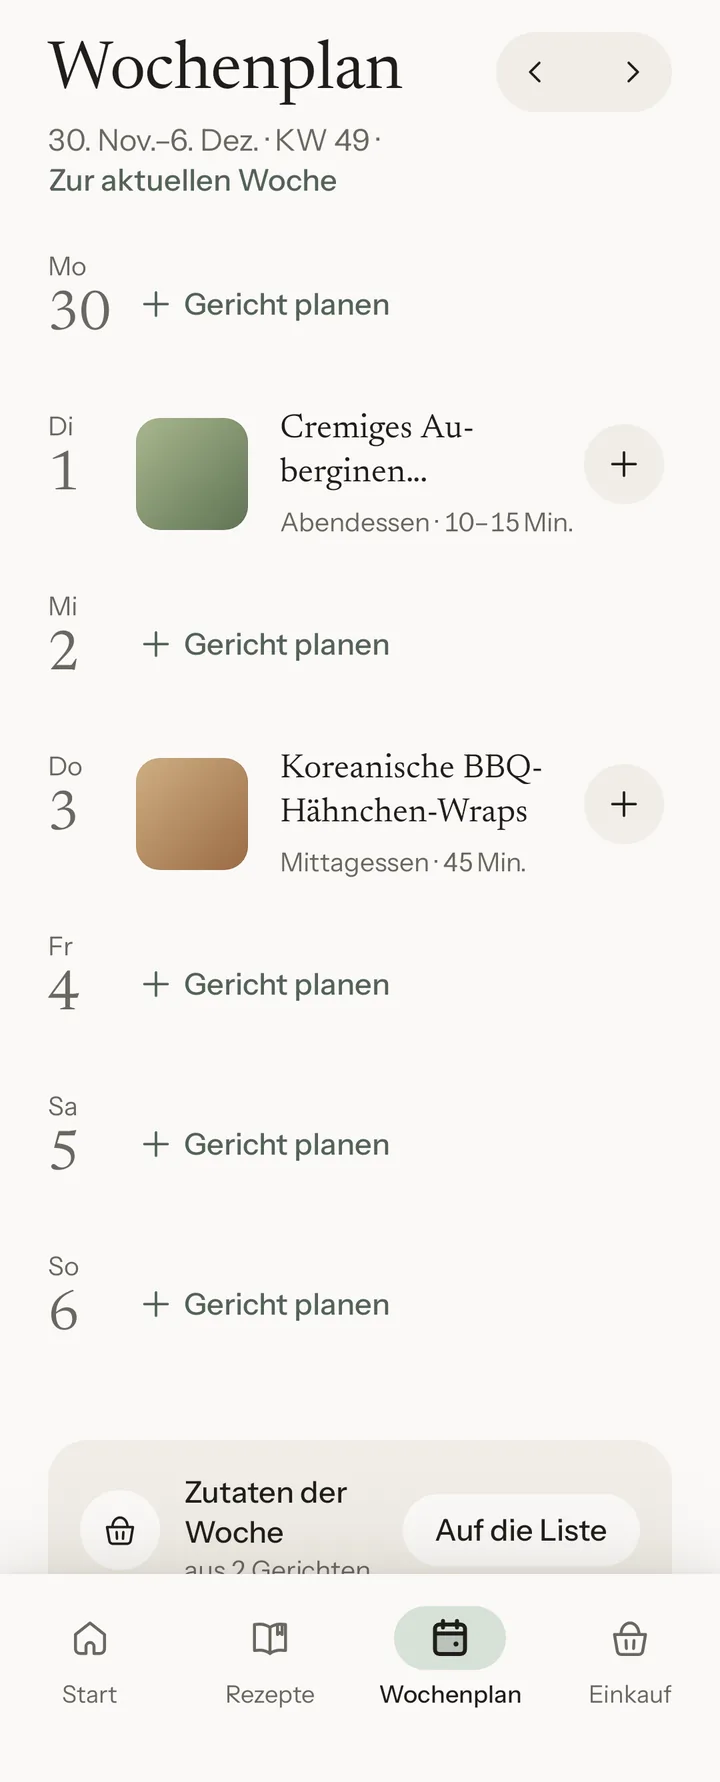 Wochenplan
30. Nov.–6. Dez. · KW 49 ·
Zur aktuellen Woche
Mo
30
Gericht planen
Di
1
Cremiges Au-
berginen...
Abendessen · 10–15 Min.
Mi
2
Gericht planen
Do
3
Koreanische BBQ-
Hähnchen-Wraps
Mittagessen · 45 Min.
Fr
4
Gericht planen
Sa
5
Gericht planen
So
6
Gericht planen
Zutaten der
Woche
aus 2 Gerichten
Auf die Liste
Start
Rezepte
Wochenplan
Einkauf